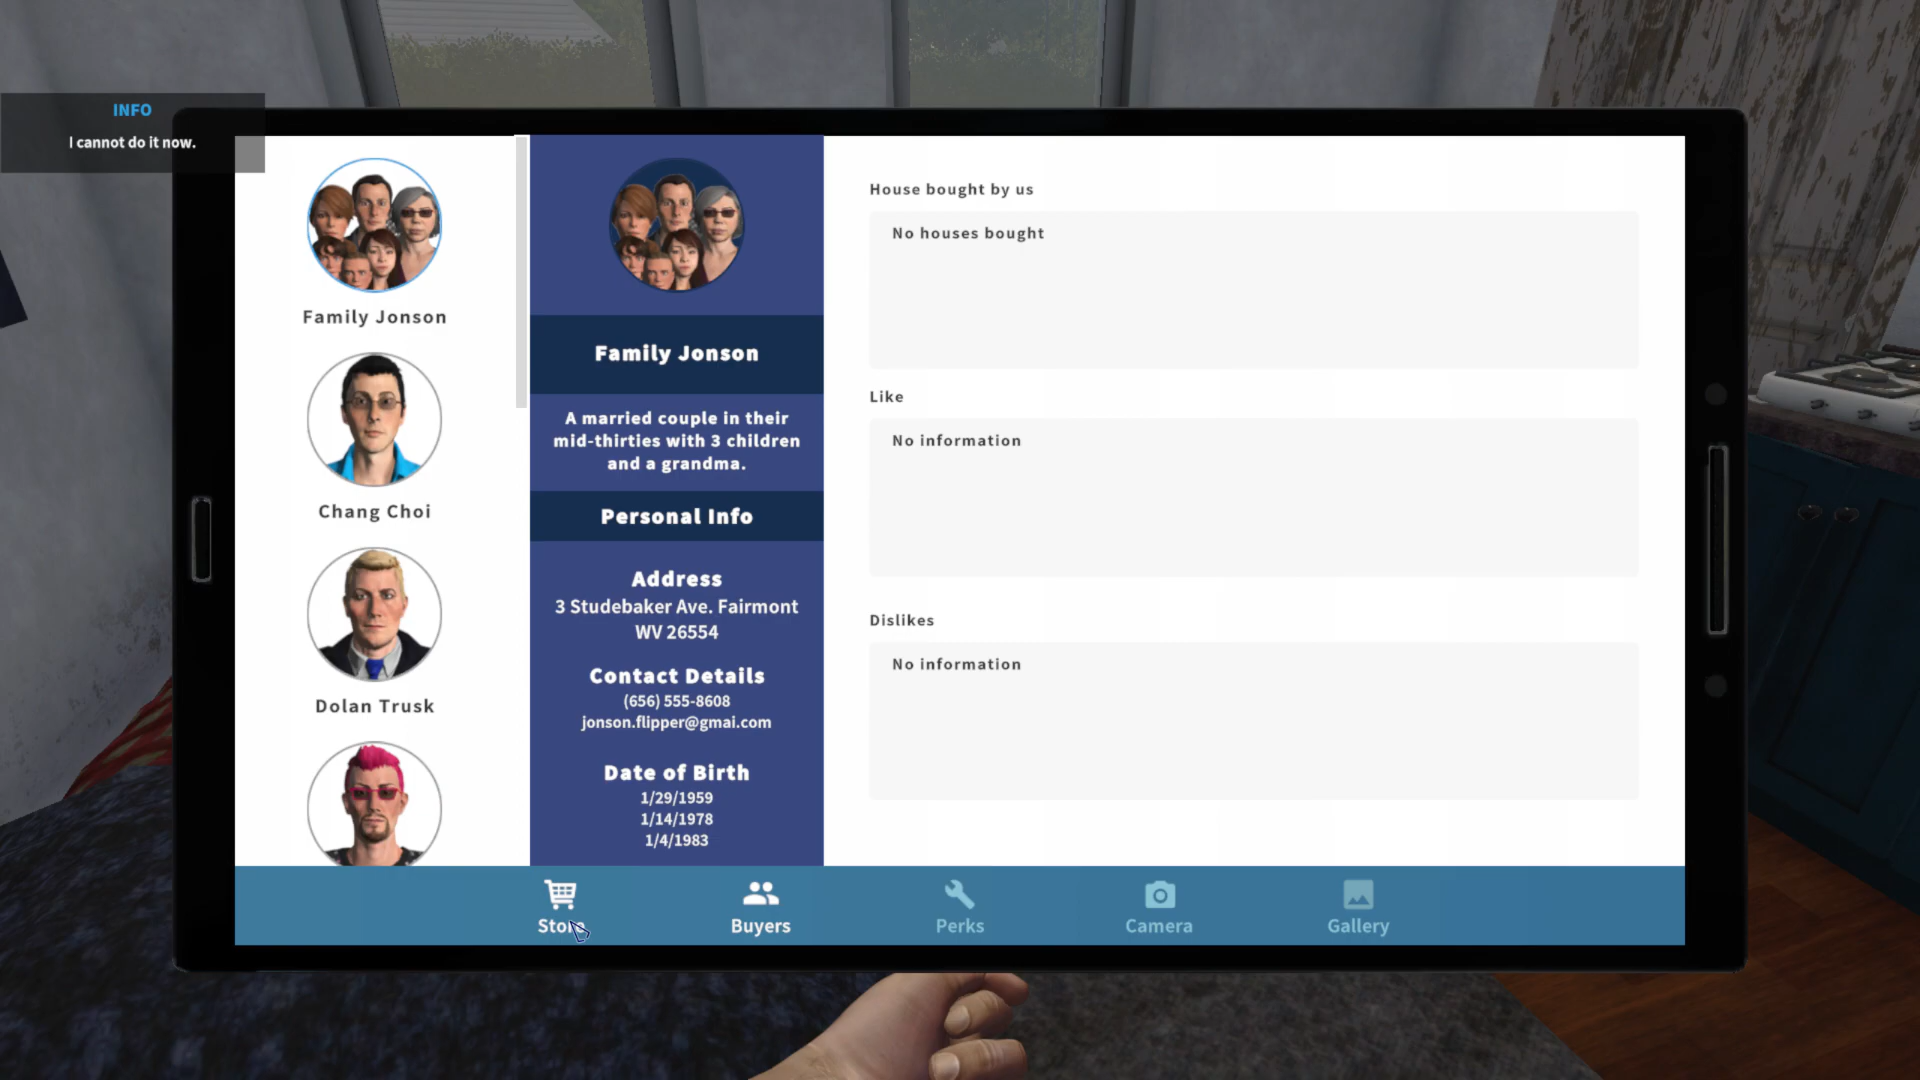 INFO
I cannot do it now.
Family Jonson
Chang Choi
Dolan Trusk
Family Jonson
A married couple in their
mid-thirties with 3 children
and a grandma.
Personal Info
Address
3 Studebaker Ave. Fairmont
WV 26554
Contact Details
(656) 555-8608
jonson.flipper@gmai.com
Date of Birth
1/29/1959
1/14/1978
1/4/1983
House bought by us
No houses bought
Like
No information
Dislikes
No information
Store
Buyers
Perks
Camera
Gallery